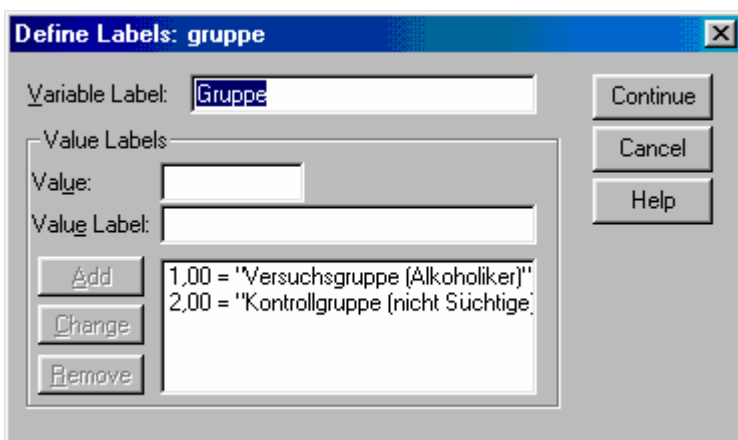 Define Labels: gruppe
Variable Label: Gruppe
Continue
Value Labels
Cancel
Value:
Help
Value Label:
Add
1,00 = "Versuchsgruppe (Alkoholiker)"
2,00 = "Kontrollgruppe (nicht Süchtige)
Change
Remove